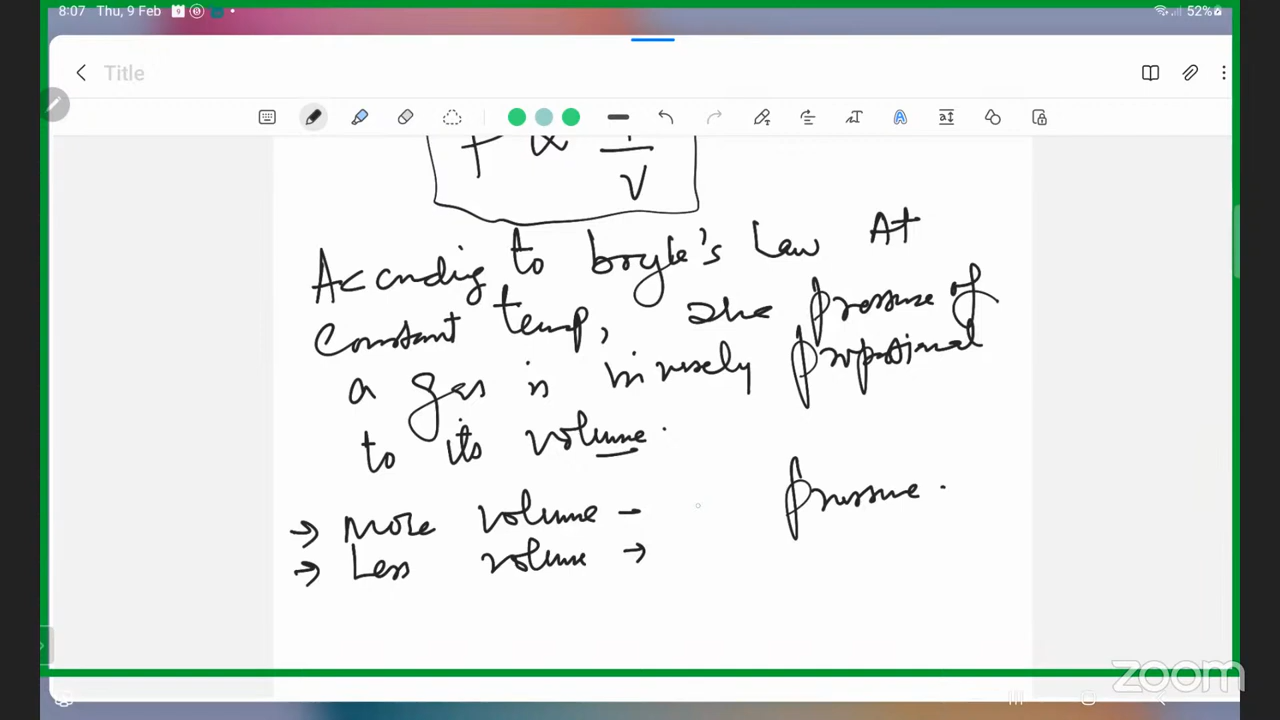 8:07 Thu, 9 Feb
52%
Title
P ∝ 1/V
According to boyle's Law At
constant temp, the pressure of
a gas is inversely proportional
to its volume.
→ More volume - pressure.
→ Less volume →
zoom